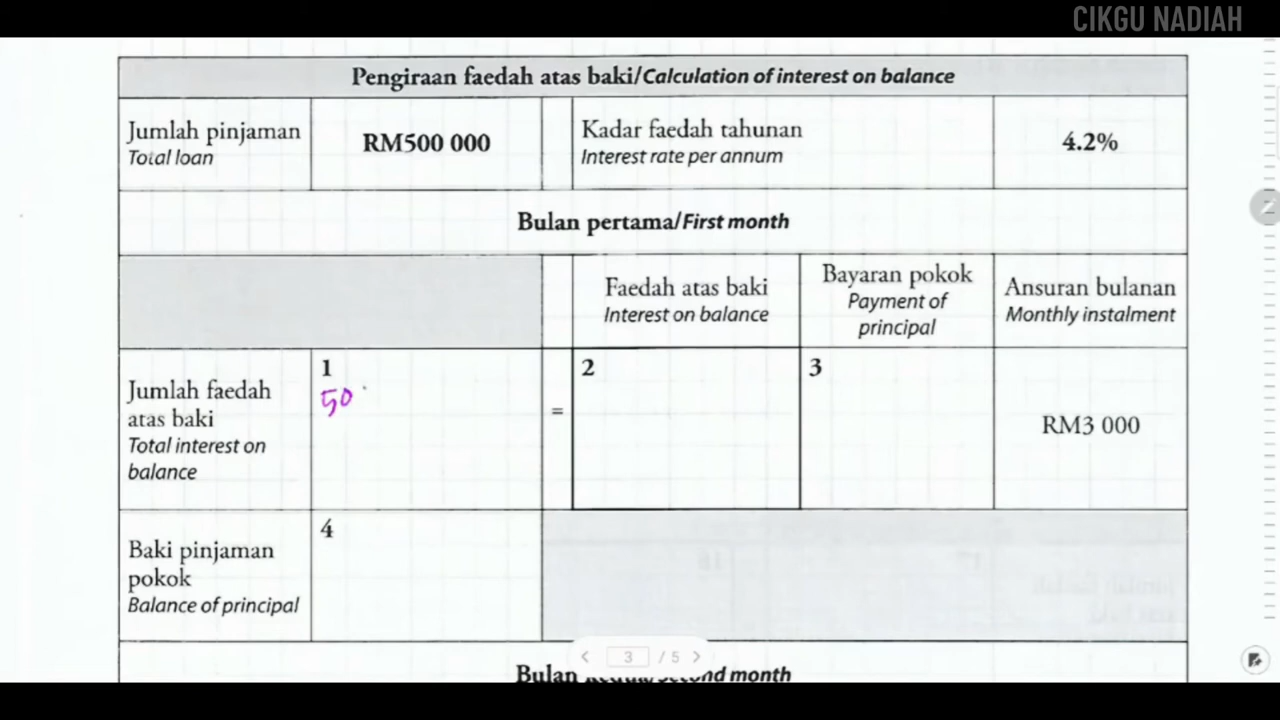 CIKGU NADIAH
Pengiraan faedah atas baki/Calculation of interest on balance
Jumlah pinjaman
Total loan
RM500 000
Kadar faedah tahunan
Interest rate per annum
4.2%
Bulan pertama/First month
Faedah atas baki
Interest on balance
Bayaran pokok
Payment of
principal
Ansuran bulanan
Monthly instalment
Jumlah faedah
atas baki
Total interest on
balance
1
50
=
2
3
RM3 000
Baki pinjaman
pokok
Balance of principal
4
< 3 / 5 >
Bulan
month